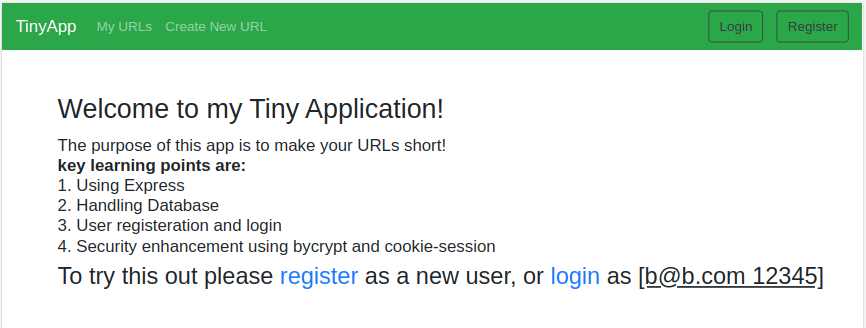 TinyApp My URLs Create New URL Login Register
Welcome to my Tiny Application!
The purpose of this app is to make your URLs short!
key learning points are:
1. Using Express
2. Handling Database
3. User registeration and login
4. Security enhancement using bycrypt and cookie-session
To try this out please register as a new user, or login as [b@b.com 12345]